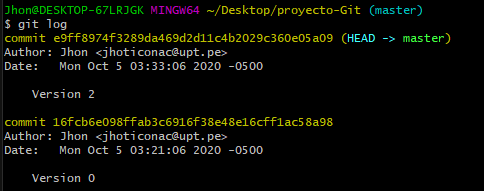 Jhon@DESKTOP-67LRJGK MINGW64 ~/Desktop/proyecto-Git (master)
$ git log
commit e9ff8974f3289da469d2d11c4b2029c360e05a09 (HEAD -> master)
Author: Jhon <jhoticonac@upt.pe>
Date:   Mon Oct 5 03:33:06 2020 -0500
    Version 2
commit 16fcb6e098ffab3c6916f38e48e16cff1ac58a98
Author: Jhon <jhoticonac@upt.pe>
Date:   Mon Oct 5 03:21:06 2020 -0500
    Version 0